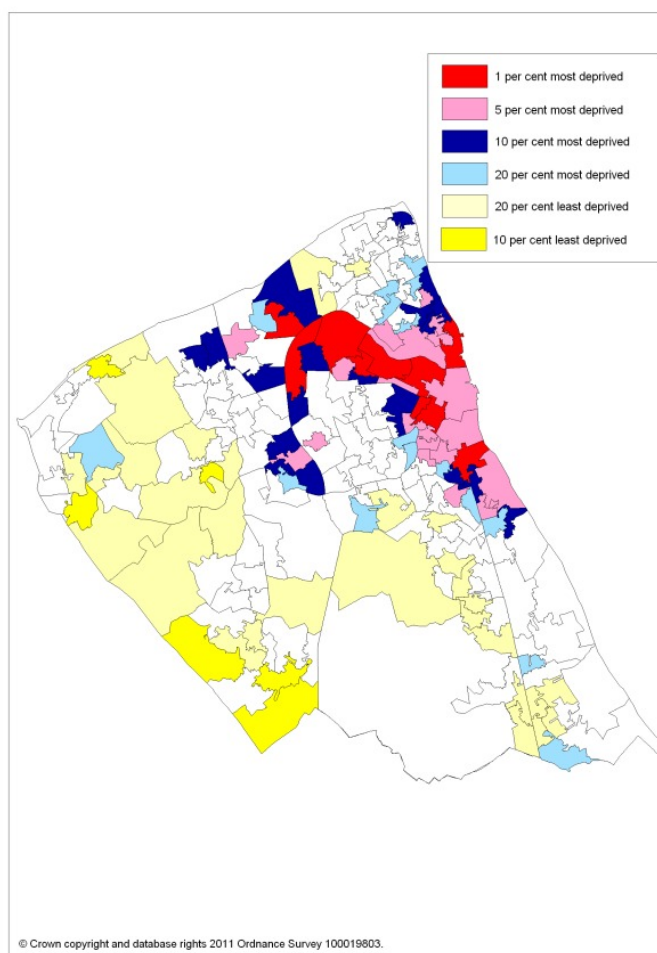 1 per cent most deprived
5 per cent most deprived
10 per cent most deprived
20 per cent most deprived
20 per cent least deprived
10 per cent least deprived
© Crown copyright and database rights 2011 Ordnance Survey 100019803.